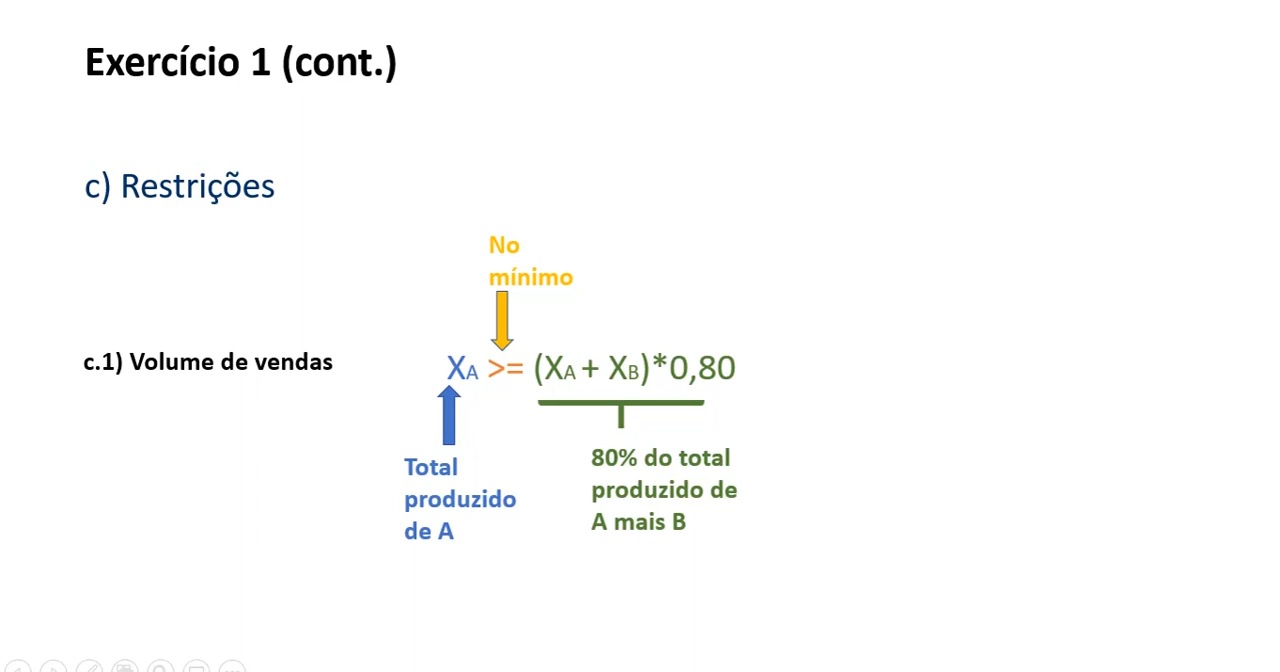 Exercício 1 (cont.)
c) Restrições
No
mínimo
c.1) Volume de vendas
XA >= (XA + XB)*0,80
Total
produzido
de A
80% do total
produzido de
A mais B